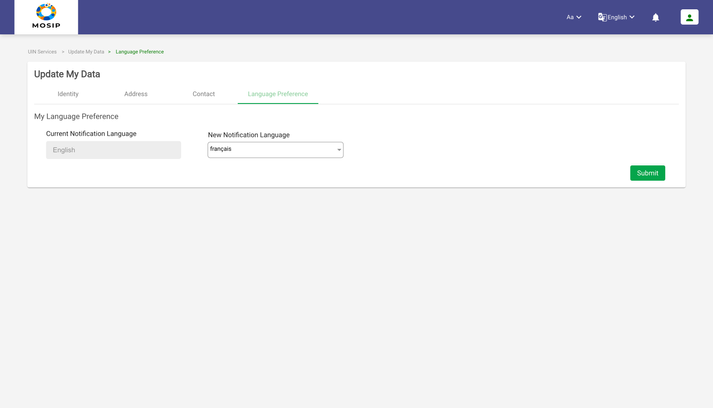 MOSIP
Aa
English
UIN Services > Update My Data > Language Preference
Update My Data
Identity
Address
Contact
Language Preference
My Language Preference
Current Notification Language
English
New Notification Language
français
Submit